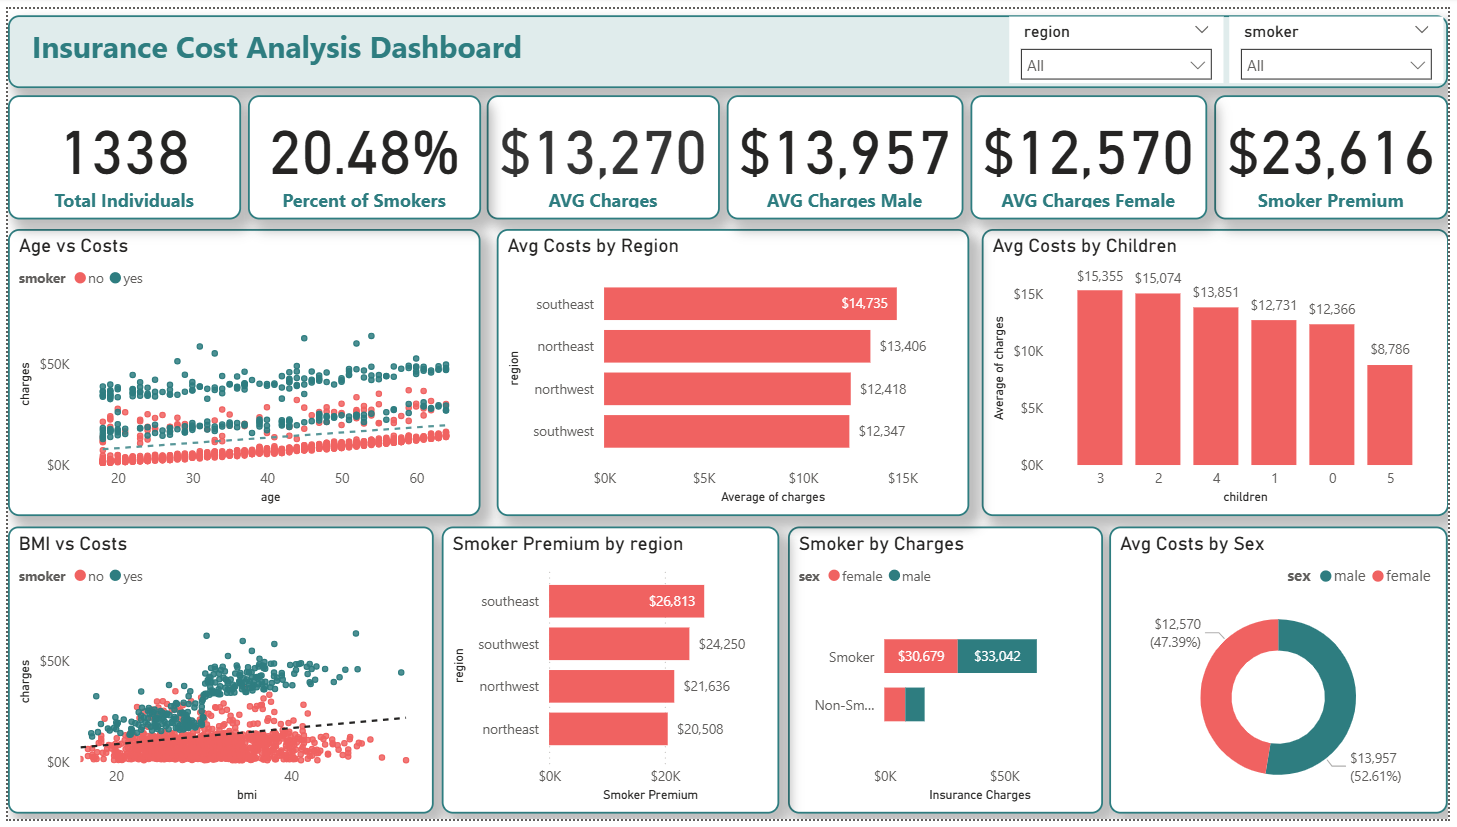 Insurance Cost Analysis Dashboard
region
All
smoker
All
1338
Total Individuals
20.48%
Percent of Smokers
$13,270
AVG Charges
$13,957
AVG Charges Male
$12,570
AVG Charges Female
$23,616
Smoker Premium
Age vs Costs
smoker no yes
charges
$50K
$0K
20 30 40 50 60
age
Avg Costs by Region
region
southeast $14,735
northeast $13,406
northwest $12,418
southwest $12,347
$0K $5K $10K $15K
Average of charges
Avg Costs by Children
Average of charges
$15K
$10K
$5K
$0K
$15,355 $15,074 $13,851 $12,731 $12,366 $8,786
3 2 4 1 0 5
children
BMI vs Costs
smoker no yes
charges
$50K
$0K
20 40
bmi
Smoker Premium by region
region
southeast $26,813
southwest $24,250
northwest $21,636
northeast $20,508
$0K $20K
Smoker Premium
Smoker by Charges
sex female male
Smoker $30,679 $33,042
Non-Sm...
$0K $50K
Insurance Charges
Avg Costs by Sex
sex male female
$12,570
(47.39%)
$13,957
(52.61%)